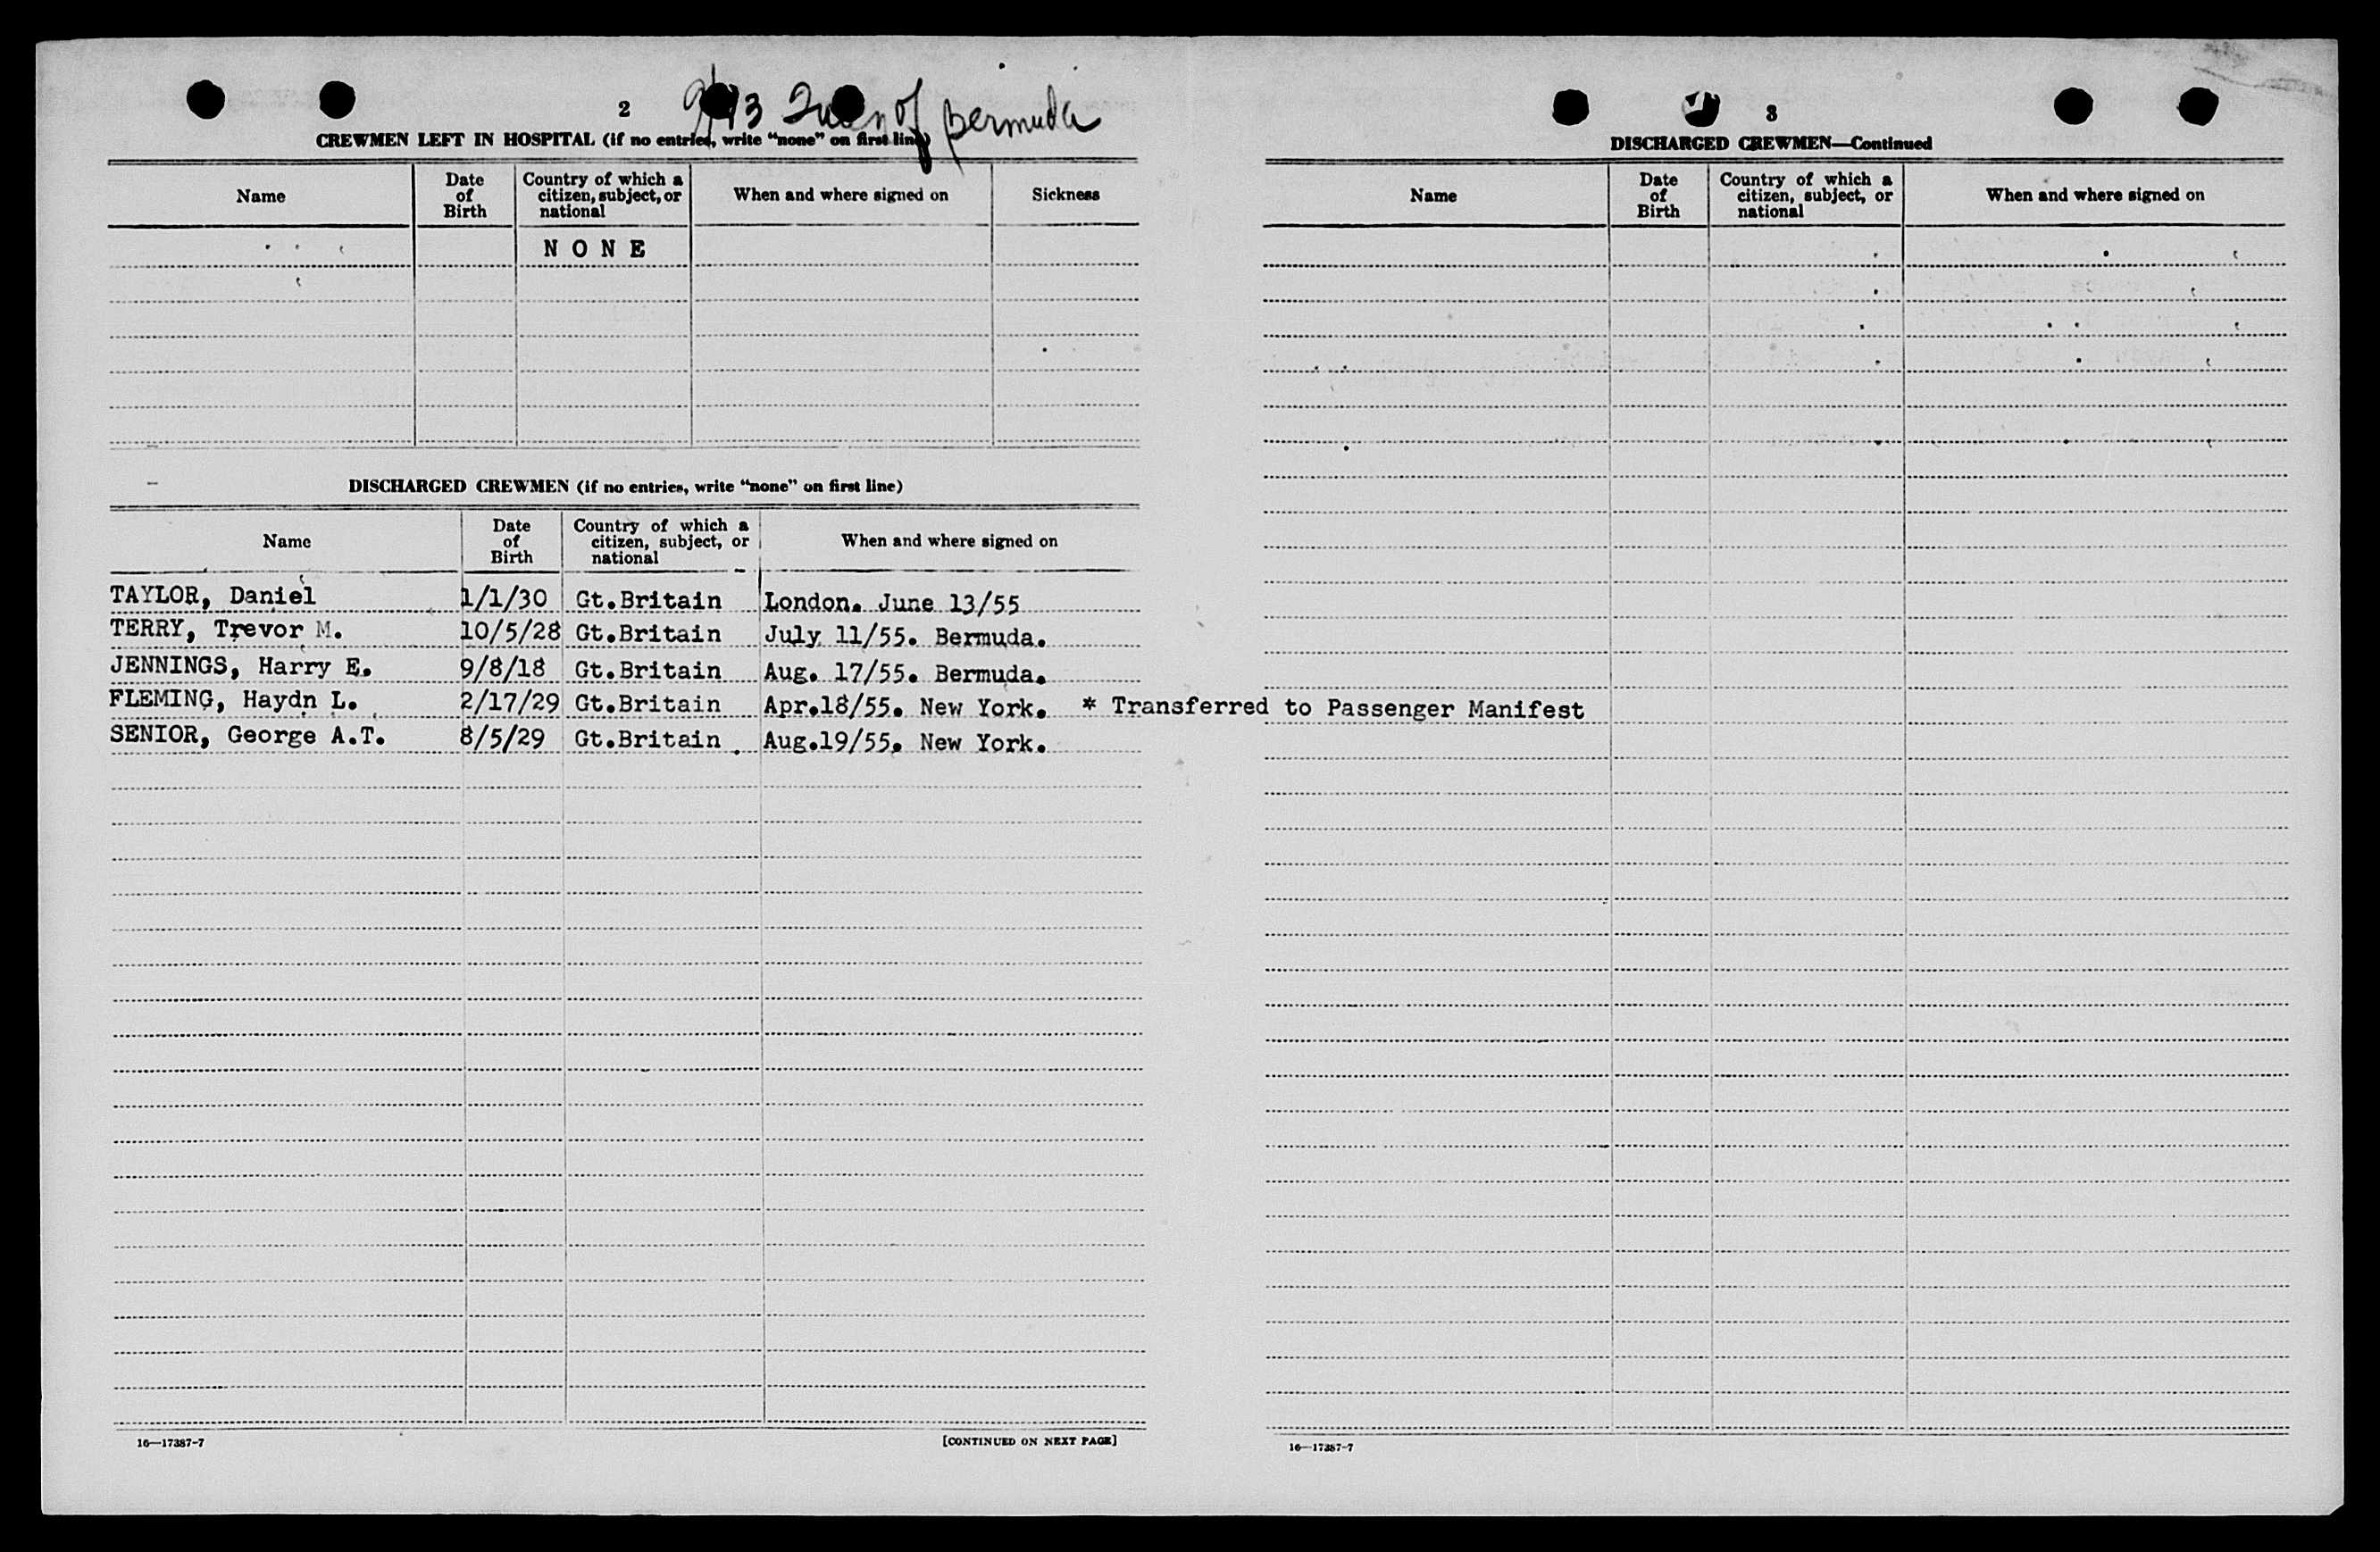 2
9/13 Queen of Bermuda
CREWMEN LEFT IN HOSPITAL (if no entries, write "none" on first line)
Name
Date of Birth
Country of which a citizen, subject, or national
When and where signed on
Sickness
N O N E
DISCHARGED CREWMEN (if no entries, write "none" on first line)
Name
Date of Birth
Country of which a citizen, subject, or national
When and where signed on
TAYLOR, Daniel 1/1/30 Gt.Britain London. June 13/55
TERRY, Trevor M. 10/5/28 Gt.Britain July 11/55. Bermuda.
JENNINGS, Harry E. 9/8/18 Gt.Britain Aug. 17/55. Bermuda.
FLEMING, Haydn L. 2/17/29 Gt.Britain Apr.18/55. New York. * Transferred to Passenger Manifest
SENIOR, George A.T. 8/5/29 Gt.Britain Aug.19/55. New York.
16—17387-7
[CONTINUED ON NEXT PAGE]
3
DISCHARGED CREWMEN—Continued
Name
Date of Birth
Country of which a citizen, subject, or national
When and where signed on
16—17387-7